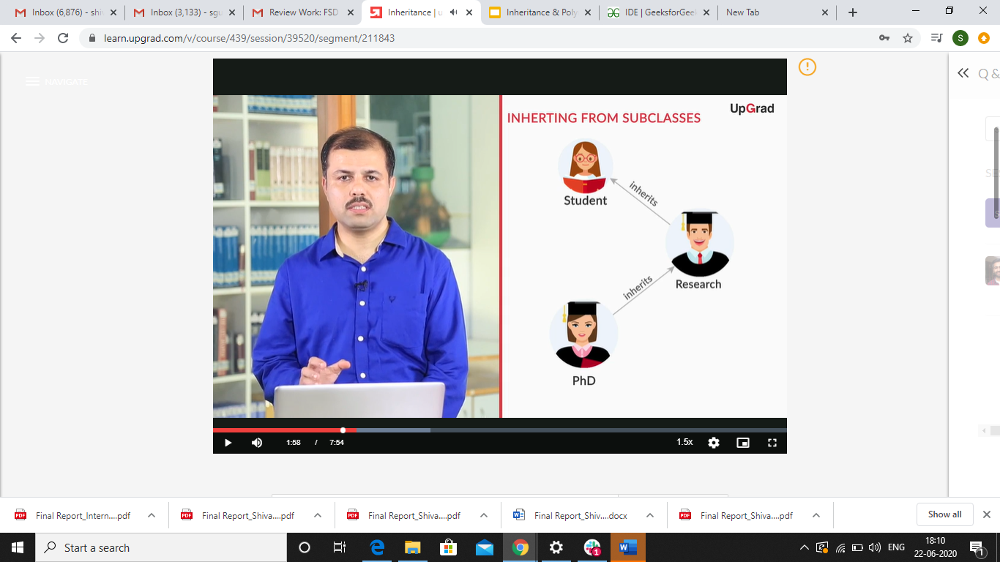 Inbox (6,876) - shi
Inbox (3,133) - sgu
Review Work: FSD
Inheritance | u
Inheritance & Poly
IDE | GeeksforGeek
New Tab
learn.upgrad.com/v/course/439/session/39520/segment/211843
S
NAVIGATE
Q &
UpGrad
INHERTING FROM SUBCLASSES
Student
inherits
Research
inherits
PhD
1:58 / 7:54
1.5x
Final Report_Intern....pdf
Final Report_Shiva....pdf
Final Report_Shiva....pdf
Final Report_Shiv....docx
Final Report_Shiva....pdf
Show all
Start a search
1
ENG
18:10
22-06-2020
1